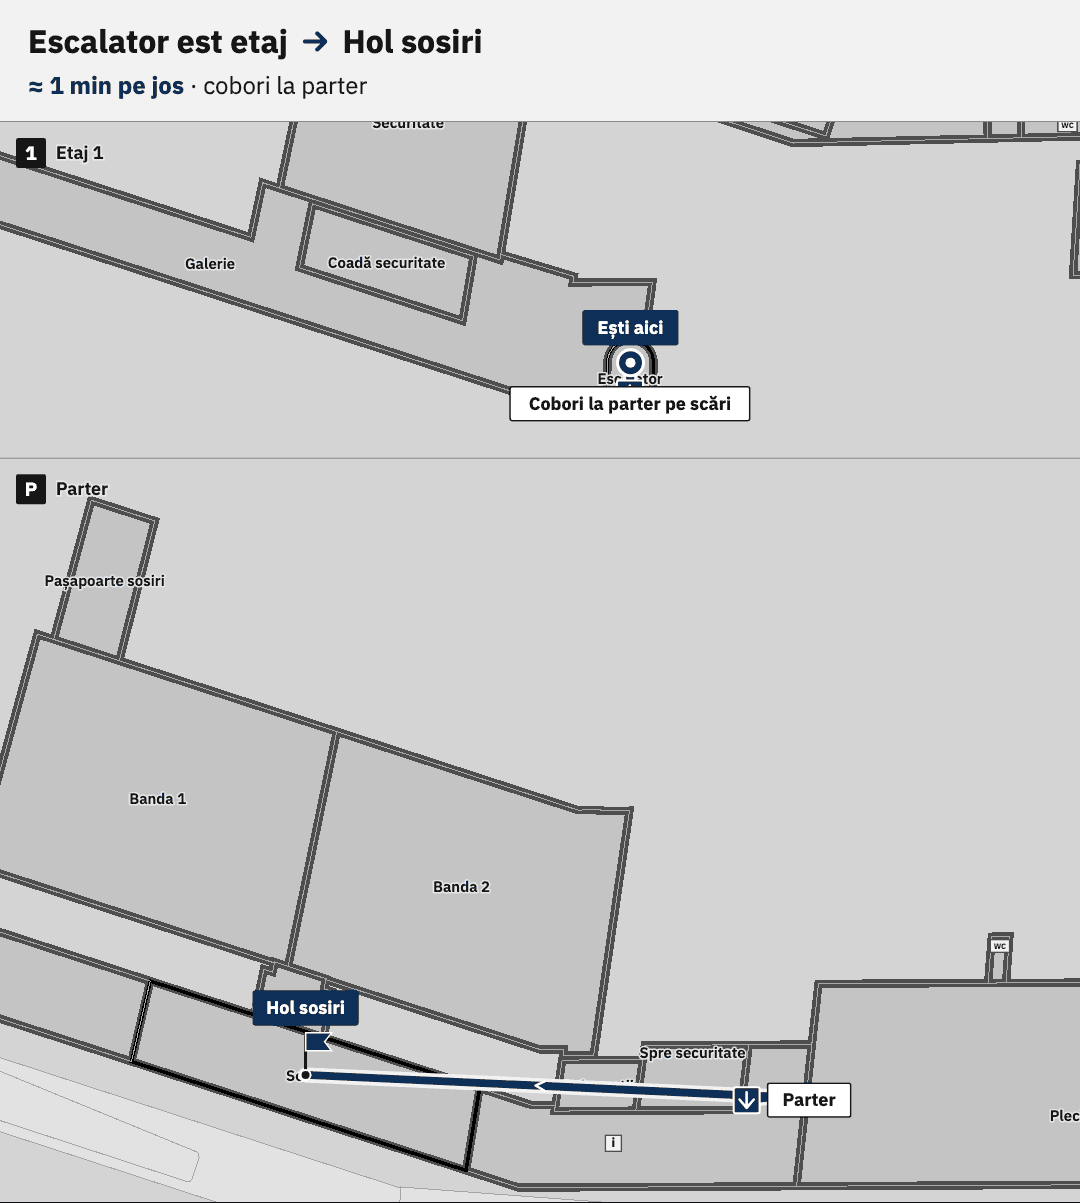 Escalator est etaj → Hol sosiri
≈ 1 min pe jos · cobori la parter
Securitate
wc
1 Etaj 1
Galerie
Coadă securitate
Ești aici
Cobori la parter pe scări
P Parter
Pașapoarte sosiri
Banda 1
Banda 2
wc
Hol sosiri
Spre securitate
Parter
i